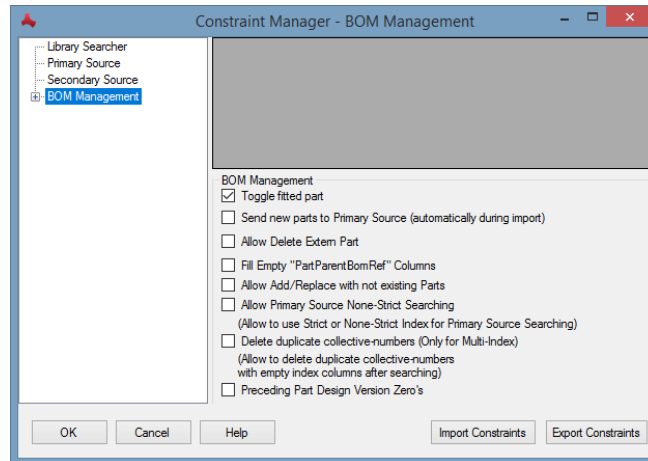 Constraint Manager - BOM Management
Library Searcher
Primary Source
Secondary Source
BOM Management
BOM Management
Toggle fitted part
Send new parts to Primary Source (automatically during import)
Allow Delete Extern Part
Fill Empty "PartParentBomRef" Columns
Allow Add/Replace with not existing Parts
Allow Primary Source None-Strict Searching
(Allow to use Strict or None-Strict Index for Primary Source Searching)
Delete duplicate collective-numbers (Only for Multi-Index)
(Allow to delete duplicate collective-numbers
with empty index columns after searching)
Preceding Part Design Version Zero's
OK Cancel Help Import Constraints Export Constraints